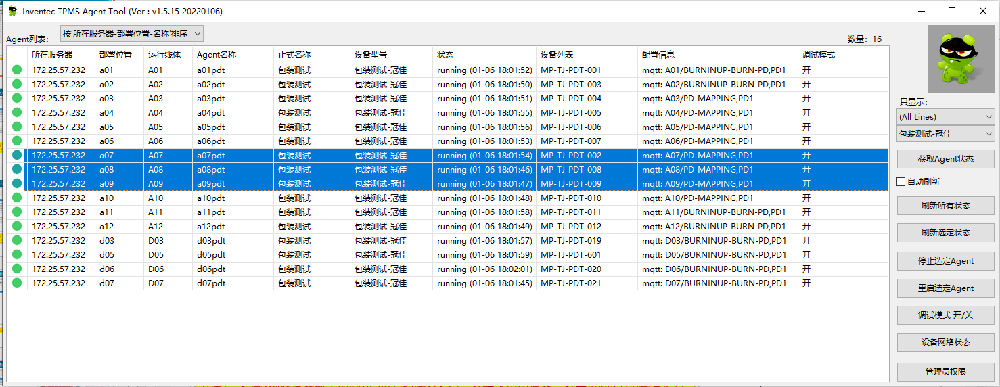 Inventec TPMS Agent Tool (Ver : v1.5.15 20220106)
Agent列表: 按'所在服务器-部署位置-名称'排序 数量: 16
所在服务器 部署位置 运行线体 Agent名称 正式名称 设备型号 状态 设备列表 配置信息 调试模式
172.25.57.232 a01 A01 a01pdt 包装测试 包装测试-冠佳 running (01-06 18:01:52) MP-TJ-PDT-001 mqtt: A01/BURNINUP-BURN-PD,PD1 开
172.25.57.232 a02 A02 a02pdt 包装测试 包装测试-冠佳 running (01-06 18:01:50) MP-TJ-PDT-003 mqtt: A02/BURNINUP-BURN-PD,PD1 开
172.25.57.232 a03 A03 a03pdt 包装测试 包装测试-冠佳 running (01-06 18:01:51) MP-TJ-PDT-004 mqtt: A03/PD-MAPPING,PD1 开
172.25.57.232 a04 A04 a04pdt 包装测试 包装测试-冠佳 running (01-06 18:01:55) MP-TJ-PDT-005 mqtt: A04/PD-MAPPING,PD1 开
172.25.57.232 a05 A05 a05pdt 包装测试 包装测试-冠佳 running (01-06 18:01:56) MP-TJ-PDT-006 mqtt: A05/PD-MAPPING,PD1 开
172.25.57.232 a06 A06 a06pdt 包装测试 包装测试-冠佳 running (01-06 18:01:53) MP-TJ-PDT-007 mqtt: A06/PD-MAPPING,PD1 开
172.25.57.232 a07 A07 a07pdt 包装测试 包装测试-冠佳 running (01-06 18:01:54) MP-TJ-PDT-002 mqtt: A07/PD-MAPPING,PD1 开
172.25.57.232 a08 A08 a08pdt 包装测试 包装测试-冠佳 running (01-06 18:01:46) MP-TJ-PDT-008 mqtt: A08/PD-MAPPING,PD1 开
172.25.57.232 a09 A09 a09pdt 包装测试 包装测试-冠佳 running (01-06 18:01:47) MP-TJ-PDT-009 mqtt: A09/PD-MAPPING,PD1 开
172.25.57.232 a10 A10 a10pdt 包装测试 包装测试-冠佳 running (01-06 18:01:48) MP-TJ-PDT-010 mqtt: A10/PD-MAPPING,PD1 开
172.25.57.232 a11 A11 a11pdt 包装测试 包装测试-冠佳 running (01-06 18:01:58) MP-TJ-PDT-011 mqtt: A11/BURNINUP-BURN-PD,PD1 开
172.25.57.232 a12 A12 a12pdt 包装测试 包装测试-冠佳 running (01-06 18:01:49) MP-TJ-PDT-012 mqtt: A12/BURNINUP-BURN-PD,PD1 开
172.25.57.232 d03 D03 d03pdt 包装测试 包装测试-冠佳 running (01-06 18:01:57) MP-TJ-PDT-019 mqtt: D03/BURNINUP-BURN-PD,PD1 开
172.25.57.232 d05 D05 d05pdt 包装测试 包装测试-冠佳 running (01-06 18:01:59) MP-TJ-PDT-601 mqtt: D05/BURNINUP-BURN-PD,PD1 开
172.25.57.232 d06 D06 d06pdt 包装测试 包装测试-冠佳 running (01-06 18:02:01) MP-TJ-PDT-020 mqtt: D06/BURNINUP-BURN-PD,PD1 开
172.25.57.232 d07 D07 d07pdt 包装测试 包装测试-冠佳 running (01-06 18:01:45) MP-TJ-PDT-021 mqtt: D07/BURNINUP-BURN-PD,PD1 开
只显示:
(All Lines)
包装测试-冠佳
获取Agent状态
自动刷新
刷新所有状态
刷新选定状态
停止选定Agent
重启选定Agent
调试模式 开/关
设备网络状态
管理员权限